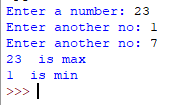 Enter a number: 23
Enter another no: 1
Enter another no: 7
23  is max
1  is min
>>>